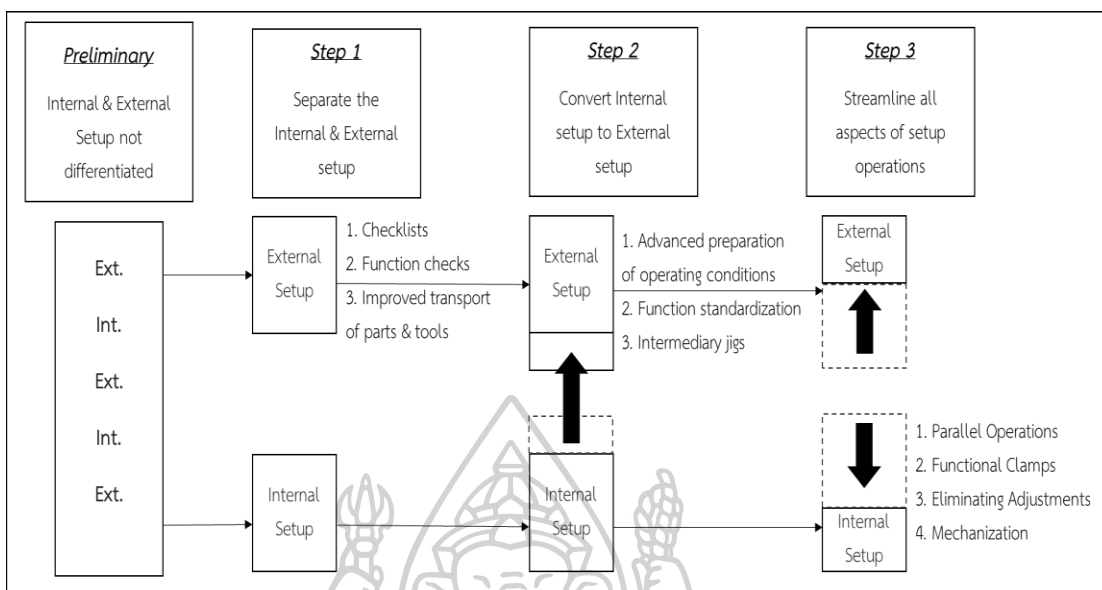 Preliminary
Internal & External
Setup not
differentiated
Step 1
Separate the
Internal & External
setup
Step 2
Convert Internal
setup to External
setup
Step 3
Streamline all
aspects of setup
operations
Ext.
Int.
Ext.
Int.
Ext.
External
Setup
1. Checklists
2. Function checks
3. Improved transport
of parts & tools
External
Setup
1. Advanced preparation
of operating conditions
2. Function standardization
3. Intermediary jigs
External
Setup
Internal
Setup
Internal
Setup
1. Parallel Operations
2. Functional Clamps
3. Eliminating Adjustments
4. Mechanization
Internal
Setup